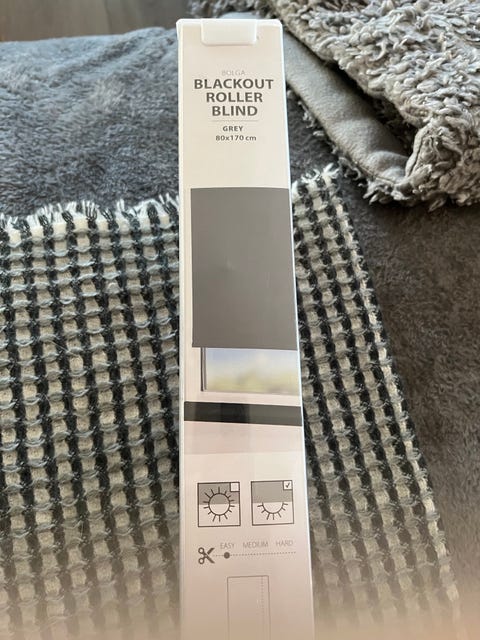 BOLGA
BLACKOUT
ROLLER
BLIND
GREY
80x170 cm
EASY MEDIUM HARD